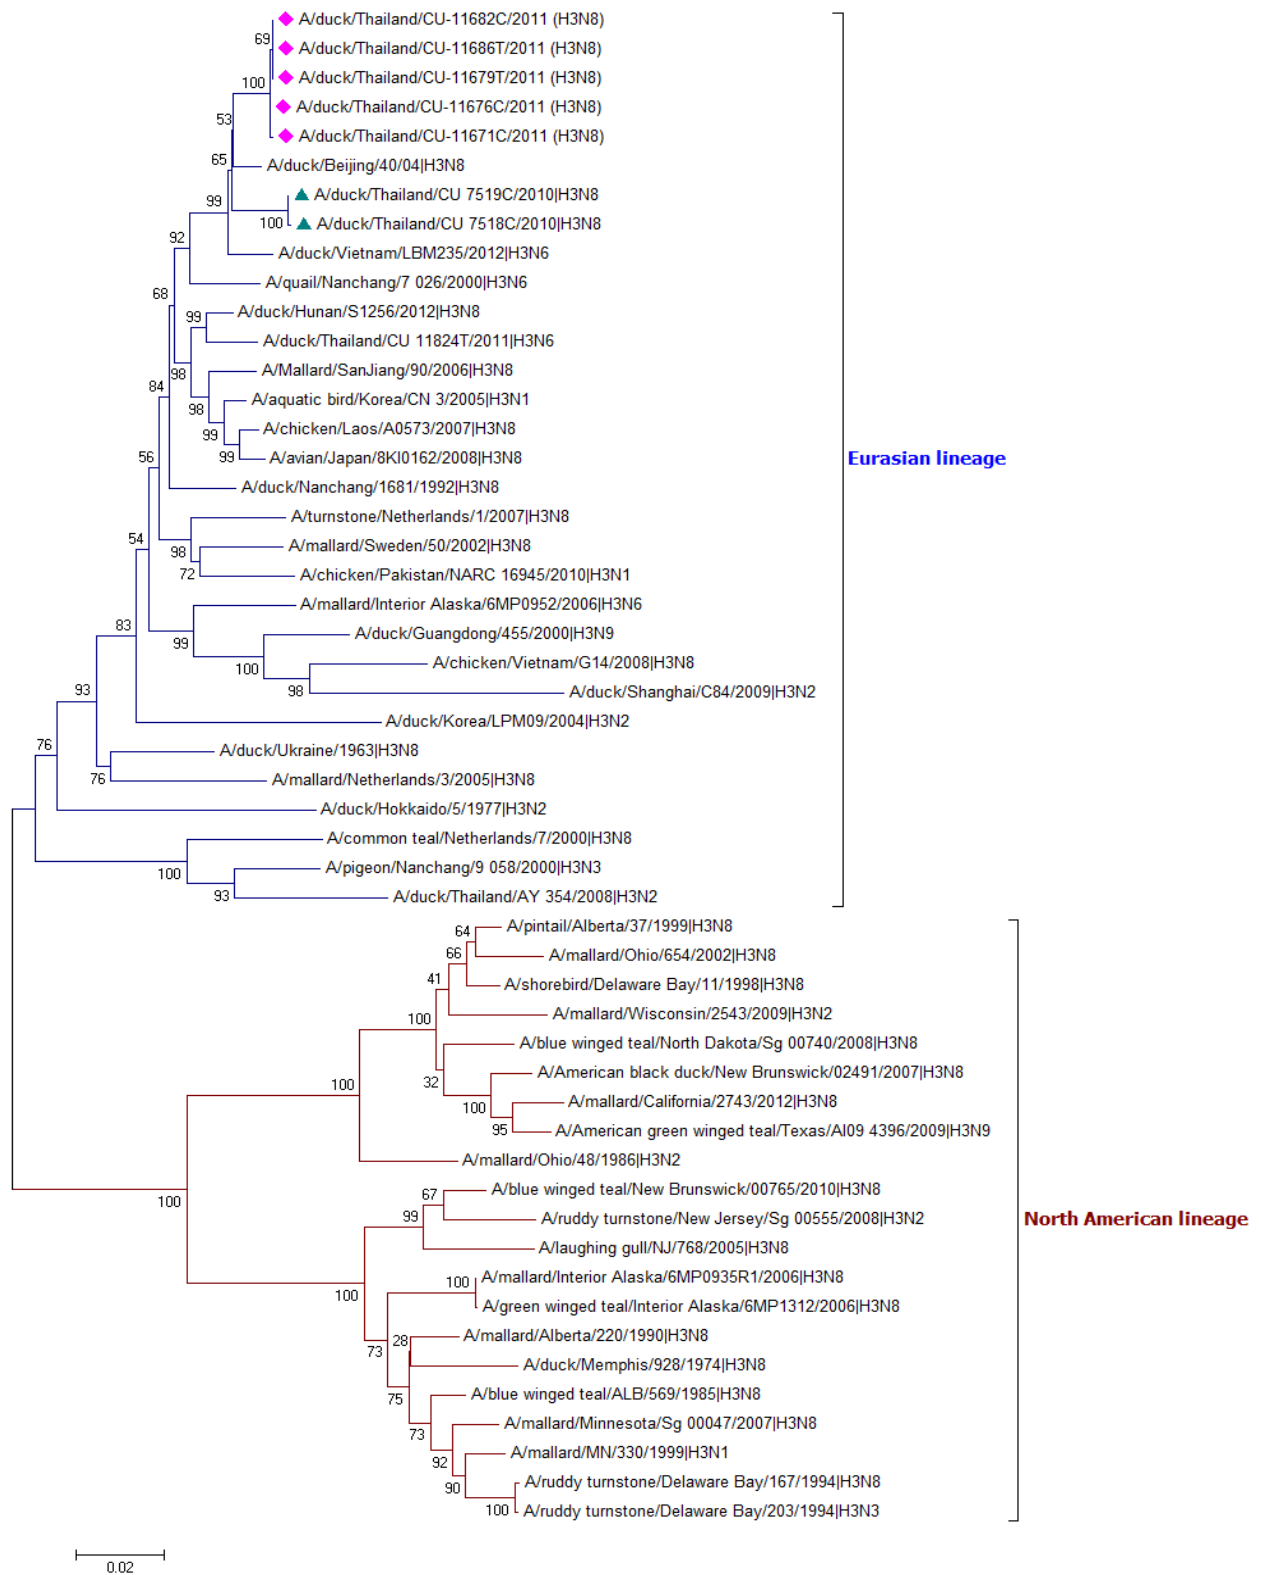 A/duck/Thailand/CU-11682C/2011 (H3N8)
69
A/duck/Thailand/CU-11686T/2011 (H3N8)
A/duck/Thailand/CU-11679T/2011 (H3N8)
100
A/duck/Thailand/CU-11676C/2011 (H3N8)
53
A/duck/Thailand/CU-11671C/2011 (H3N8)
65
A/duck/Beijing/40/04|H3N8
A/duck/Thailand/CU 7519C/2010|H3N8
99
100
A/duck/Thailand/CU 7518C/2010|H3N8
92
A/duck/Vietnam/LBM235/2012|H3N6
A/quail/Nanchang/7 026/2000|H3N6
68
99
A/duck/Hunan/S1256/2012|H3N8
A/duck/Thailand/CU 11824T/2011|H3N6
98
A/Mallard/SanJiang/90/2006|H3N8
84
98
A/aquatic bird/Korea/CN 3/2005|H3N1
99
A/chicken/Laos/A0573/2007|H3N8
56
99
A/avian/Japan/8KI0162/2008|H3N8
Eurasian lineage
A/duck/Nanchang/1681/1992|H3N8
A/turnstone/Netherlands/1/2007|H3N8
54
98
A/mallard/Sweden/50/2002|H3N8
72
A/chicken/Pakistan/NARC 16945/2010|H3N1
A/mallard/Interior Alaska/6MP0952/2006|H3N6
83
99
A/duck/Guangdong/455/2000|H3N9
100
A/chicken/Vietnam/G14/2008|H3N8
93
98
A/duck/Shanghai/C84/2009|H3N2
A/duck/Korea/LPM09/2004|H3N2
76
A/duck/Ukraine/1963|H3N8
76
A/mallard/Netherlands/3/2005|H3N8
A/duck/Hokkaido/5/1977|H3N2
A/common teal/Netherlands/7/2000|H3N8
100
A/pigeon/Nanchang/9 058/2000|H3N3
93
A/duck/Thailand/AY 354/2008|H3N2
64
A/pintail/Alberta/37/1999|H3N8
66
A/mallard/Ohio/654/2002|H3N8
41
A/shorebird/Delaware Bay/11/1998|H3N8
100
A/mallard/Wisconsin/2543/2009|H3N2
A/blue winged teal/North Dakota/Sg 00740/2008|H3N8
32
A/American black duck/New Brunswick/02491/2007|H3N8
100
100
A/mallard/California/2743/2012|H3N8
95
A/American green winged teal/Texas/AI09 4396/2009|H3N9
A/mallard/Ohio/48/1986|H3N2
100
67
A/blue winged teal/New Brunswick/00765/2010|H3N8
99
A/ruddy turnstone/New Jersey/Sg 00555/2008|H3N2
North American lineage
A/laughing gull/NJ/768/2005|H3N8
100
A/mallard/Interior Alaska/6MP0935R1/2006|H3N8
100
A/green winged teal/Interior Alaska/6MP1312/2006|H3N8
28
A/mallard/Alberta/220/1990|H3N8
73
A/duck/Memphis/928/1974|H3N8
75
A/blue winged teal/ALB/569/1985|H3N8
73
A/mallard/Minnesota/Sg 00047/2007|H3N8
92
A/mallard/MN/330/1999|H3N1
90
A/ruddy turnstone/Delaware Bay/167/1994|H3N8
100
A/ruddy turnstone/Delaware Bay/203/1994|H3N3
0.02